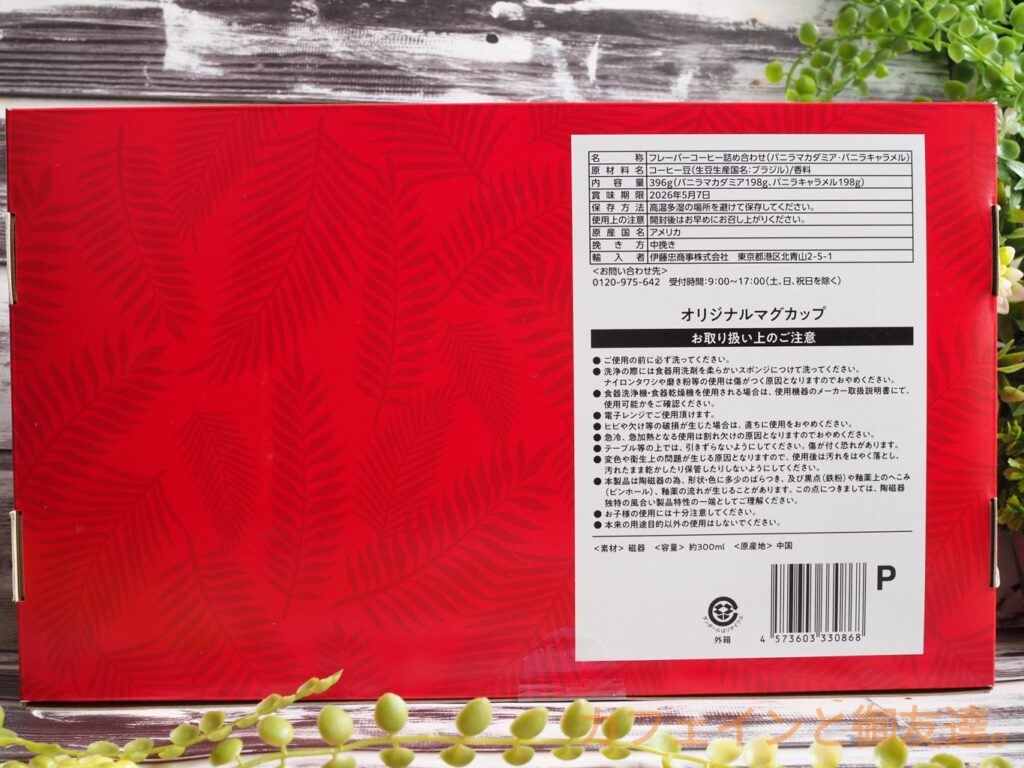 名称 フレーバーコーヒー詰め合わせ(バニラマカダミア・バニラキャラメル)
原材料名 コーヒー豆(生豆生産国名:ブラジル)/香料
内容量 396g(バニラマカダミア198g、バニラキャラメル198g)
賞味期限 2026年5月7日
保存方法 高温多湿の場所を避けて保存してください。
使用上の注意 開封後はお早めにお召し上がりください。
原産国名 アメリカ
挽き方 中挽き
輸入者 伊藤忠商事株式会社 東京都港区北青山2-5-1
<お問い合わせ先>
0120-975-642 受付時間:9:00~17:00(土、日、祝日を除く)
オリジナルマグカップ
お取り扱い上のご注意
●ご使用の前に必ず洗ってください。
●洗浄の際には食器用洗剤を柔らかいスポンジにつけて洗ってください。
ナイロンタワシや磨き粉等の使用は傷がつく原因となりますのでおやめください。
●食器洗浄機・食器乾燥機を使用される場合は、使用機器のメーカー取扱説明書にて、
使用可能かをご確認ください。
●電子レンジでご使用頂けます。
●ヒビや欠け等の破損が生じた場合は、直ちに使用をおやめください。
●急冷、急加熱となる使用は割れ欠けの原因となりますのでおやめください。
●テーブル等の上では、引きずらないようにしてください。傷が付く恐れがあります。
●変色や衛生上の問題が生じる原因となりますので、使用後は汚れをはやく落とし、
汚れたまま乾かしたり保管したりしないようにしてください。
●本製品は陶磁器の為、形状・色に多少のばらつき、及び黒点(鉄粉)や釉薬上のへこみ
(ピンホール)、釉薬の流れが生じることがあります。この点につきましては、陶磁器
独特の風合い製品特性の一端としてご理解ください。
●お子様の使用には十分注意してください。
●本来の用途目的以外の使用はしないでください。
<素材> 磁器 <容量> 約300ml <原産地> 中国
P
ダンボールはリサイクル
外箱
4 573603 330868
カフェインと御友達。